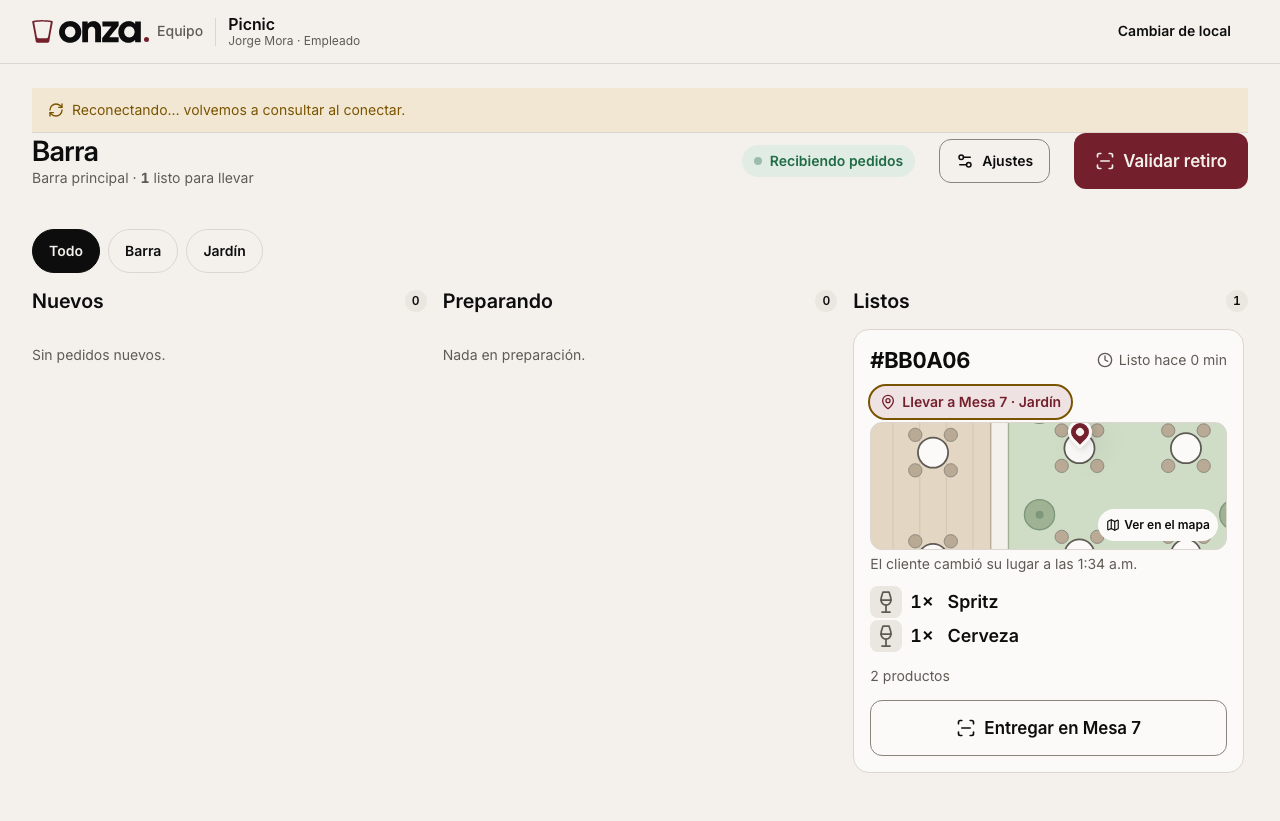 onza. Equipo
Picnic
Jorge Mora · Empleado
Cambiar de local
Reconectando... volvemos a consultar al conectar.
Barra
Barra principal · 1 listo para llevar
Recibiendo pedidos
Ajustes
Validar retiro
Todo
Barra
Jardín
Nuevos 0
Sin pedidos nuevos.
Preparando 0
Nada en preparación.
Listos 1
#BB0A06
Listo hace 0 min
Llevar a Mesa 7 · Jardín
Ver en el mapa
El cliente cambió su lugar a las 1:34 a.m.
1× Spritz
1× Cerveza
2 productos
Entregar en Mesa 7